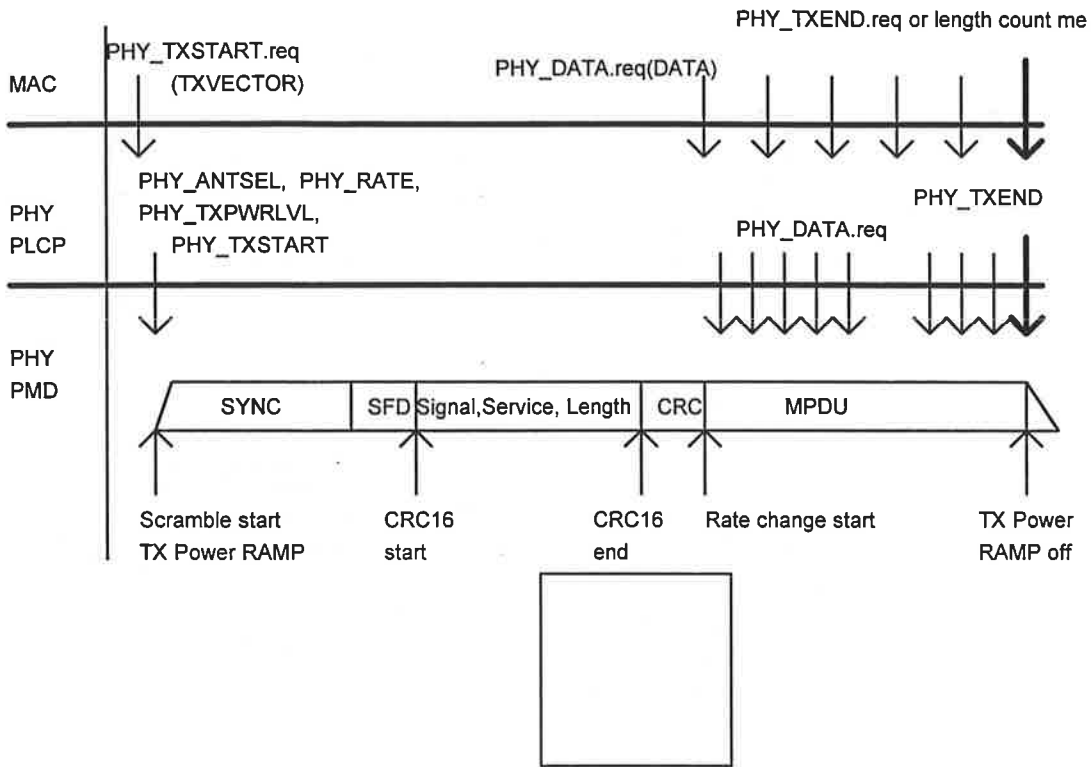 PHY_TXEND.req or length count me
PHY_TXSTART.req
(TXVECTOR)
PHY_DATA.req(DATA)
MAC
PHY_ANTSEL, PHY_RATE,
PHY_TXPWRLVL,
PHY_TXSTART
PHY_TXEND
PHY_DATA.req
PHY
PLCP
PHY
PMD
SYNC
SFD
Signal,Service, Length
CRC
MPDU
Scramble start
TX Power RAMP
CRC16
start
CRC16
end
Rate change start
TX Power
RAMP off